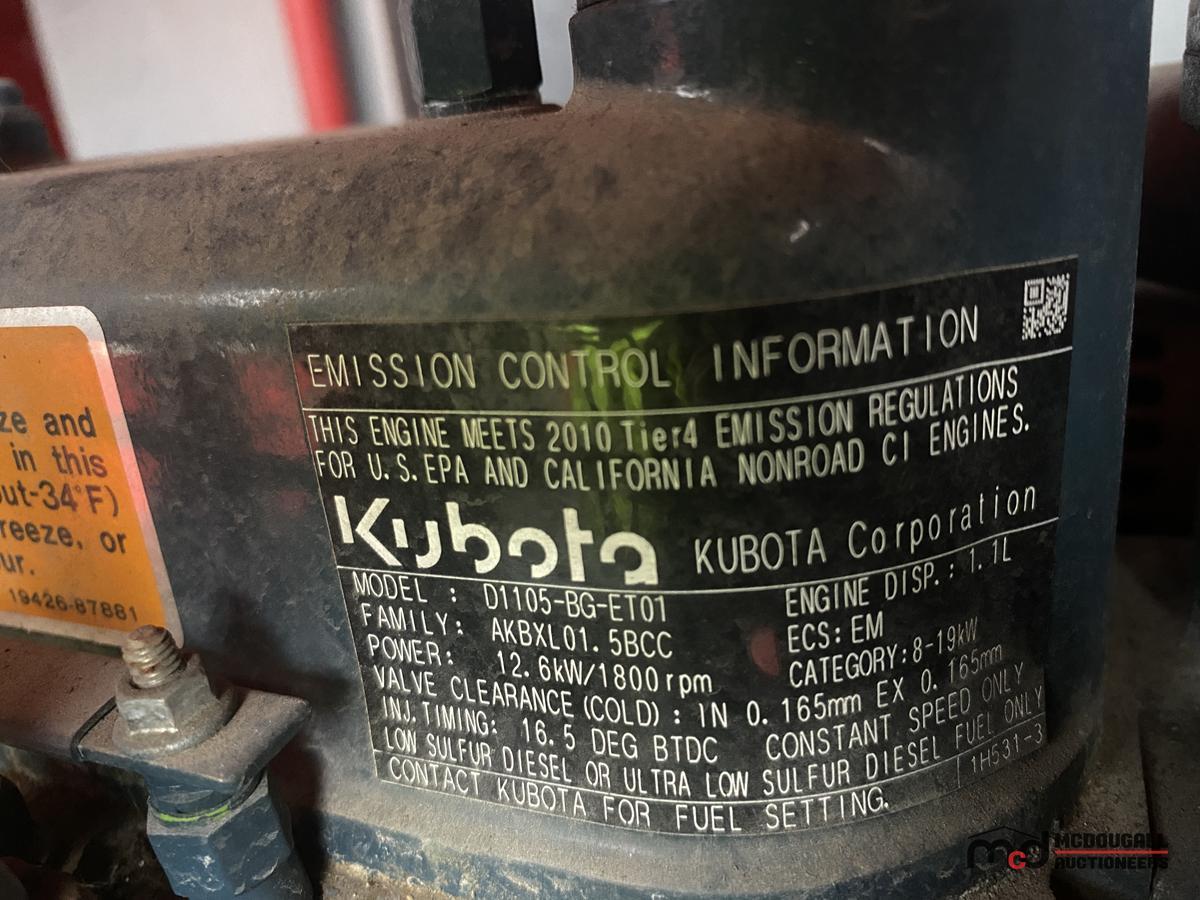 ze and
in this
out-34°F)
reeze, or
ur.
19426-87881
EMISSION CONTROL INFORMATION
THIS ENGINE MEETS 2010 Tier4 EMISSION REGULATIONS
FOR U.S.EPA AND CALIFORNIA NONROAD CI ENGINES.
Kubota KUBOTA Corporation
MODEL : D1105-BG-ET01 ENGINE DISP.: 1.1L
FAMILY: AKBXL01.5BCC ECS:EM
POWER: 12.6kW/1800rpm CATEGORY:8-19kW
VALVE CLEARANCE(COLD): IN 0.165mm EX 0.165mm
INJ.TIMING: 16.5 DEG BTDC CONSTANT SPEED ONLY
LOW SULFUR DIESEL OR ULTRA LOW SULFUR DIESEL FUEL ONLY
CONTACT KUBOTA FOR FUEL SETTING. 1H531-3
mcd MCDOUGALL
AUCTIONEERS